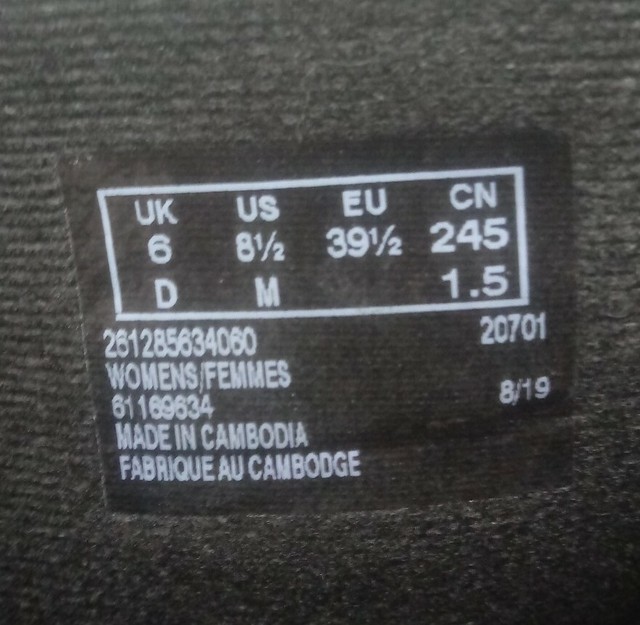 UK US EU CN
6 8½ 39½ 245
D M 1.5
261285634060 20701
WOMENS/FEMMES
61169634 8/19
MADE IN CAMBODIA
FABRIQUE AU CAMBODGE